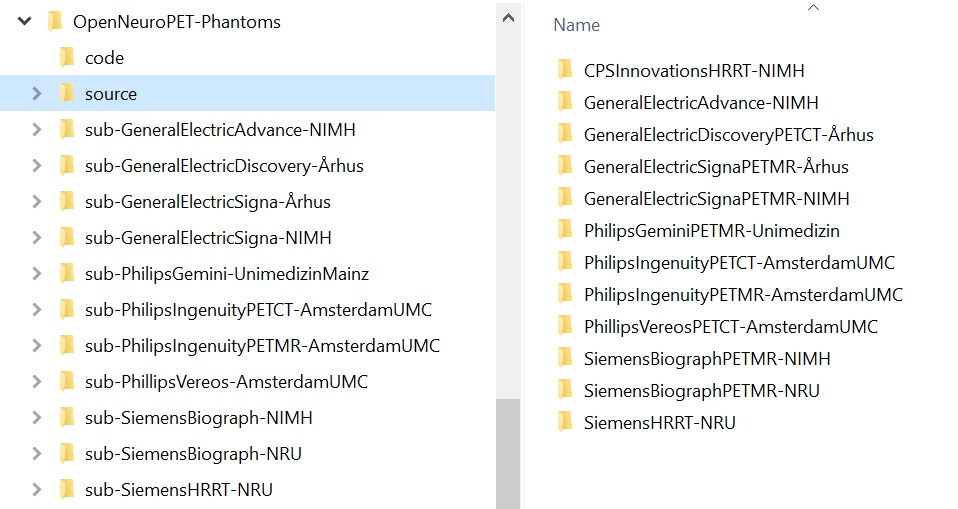 OpenNeuroPET-Phantoms
code
source
sub-GeneralElectricAdvance-NIMH
sub-GeneralElectricDiscovery-Århus
sub-GeneralElectricSigna-Århus
sub-GeneralElectricSigna-NIMH
sub-PhilipsGemini-UnimedizinMainz
sub-PhilipsIngenuityPETCT-AmsterdamUMC
sub-PhilipsIngenuityPETMR-AmsterdamUMC
sub-PhillipsVereos-AmsterdamUMC
sub-SiemensBiograph-NIMH
sub-SiemensBiograph-NRU
sub-SiemensHRRT-NRU
Name
CPSInnovationsHRRT-NIMH
GeneralElectricAdvance-NIMH
GeneralElectricDiscoveryPETCT-Århus
GeneralElectricSignaPETMR-Århus
GeneralElectricSignaPETMR-NIMH
PhilipsGeminiPETMR-Unimedizin
PhilipsIngenuityPETCT-AmsterdamUMC
PhilipsIngenuityPETMR-AmsterdamUMC
PhillipsVereosPETCT-AmsterdamUMC
SiemensBiographPETMR-NIMH
SiemensBiographPETMR-NRU
SiemensHRRT-NRU